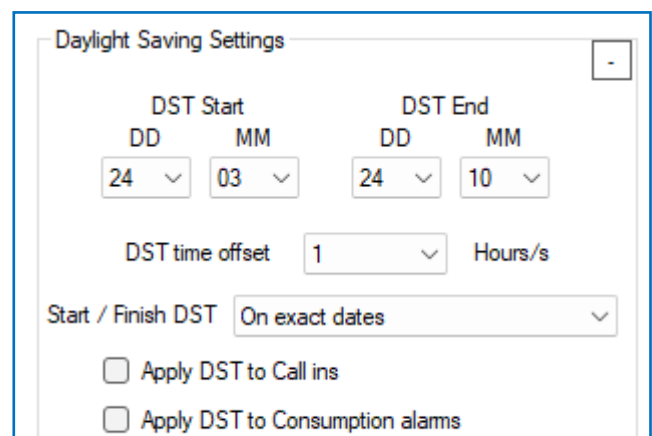 Daylight Saving Settings
-
DST Start DST End
DD MM DD MM
24 03 24 10
DST time offset 1 Hours/s
Start / Finish DST On exact dates
Apply DST to Call ins
Apply DST to Consumption alarms